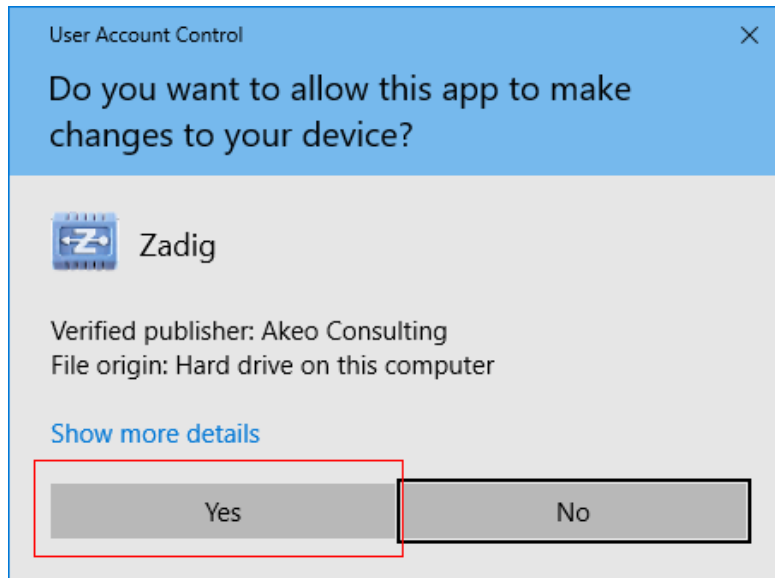 User Account Control
Do you want to allow this app to make
changes to your device?
Zadig
Verified publisher: Akeo Consulting
File origin: Hard drive on this computer
Show more details
Yes No